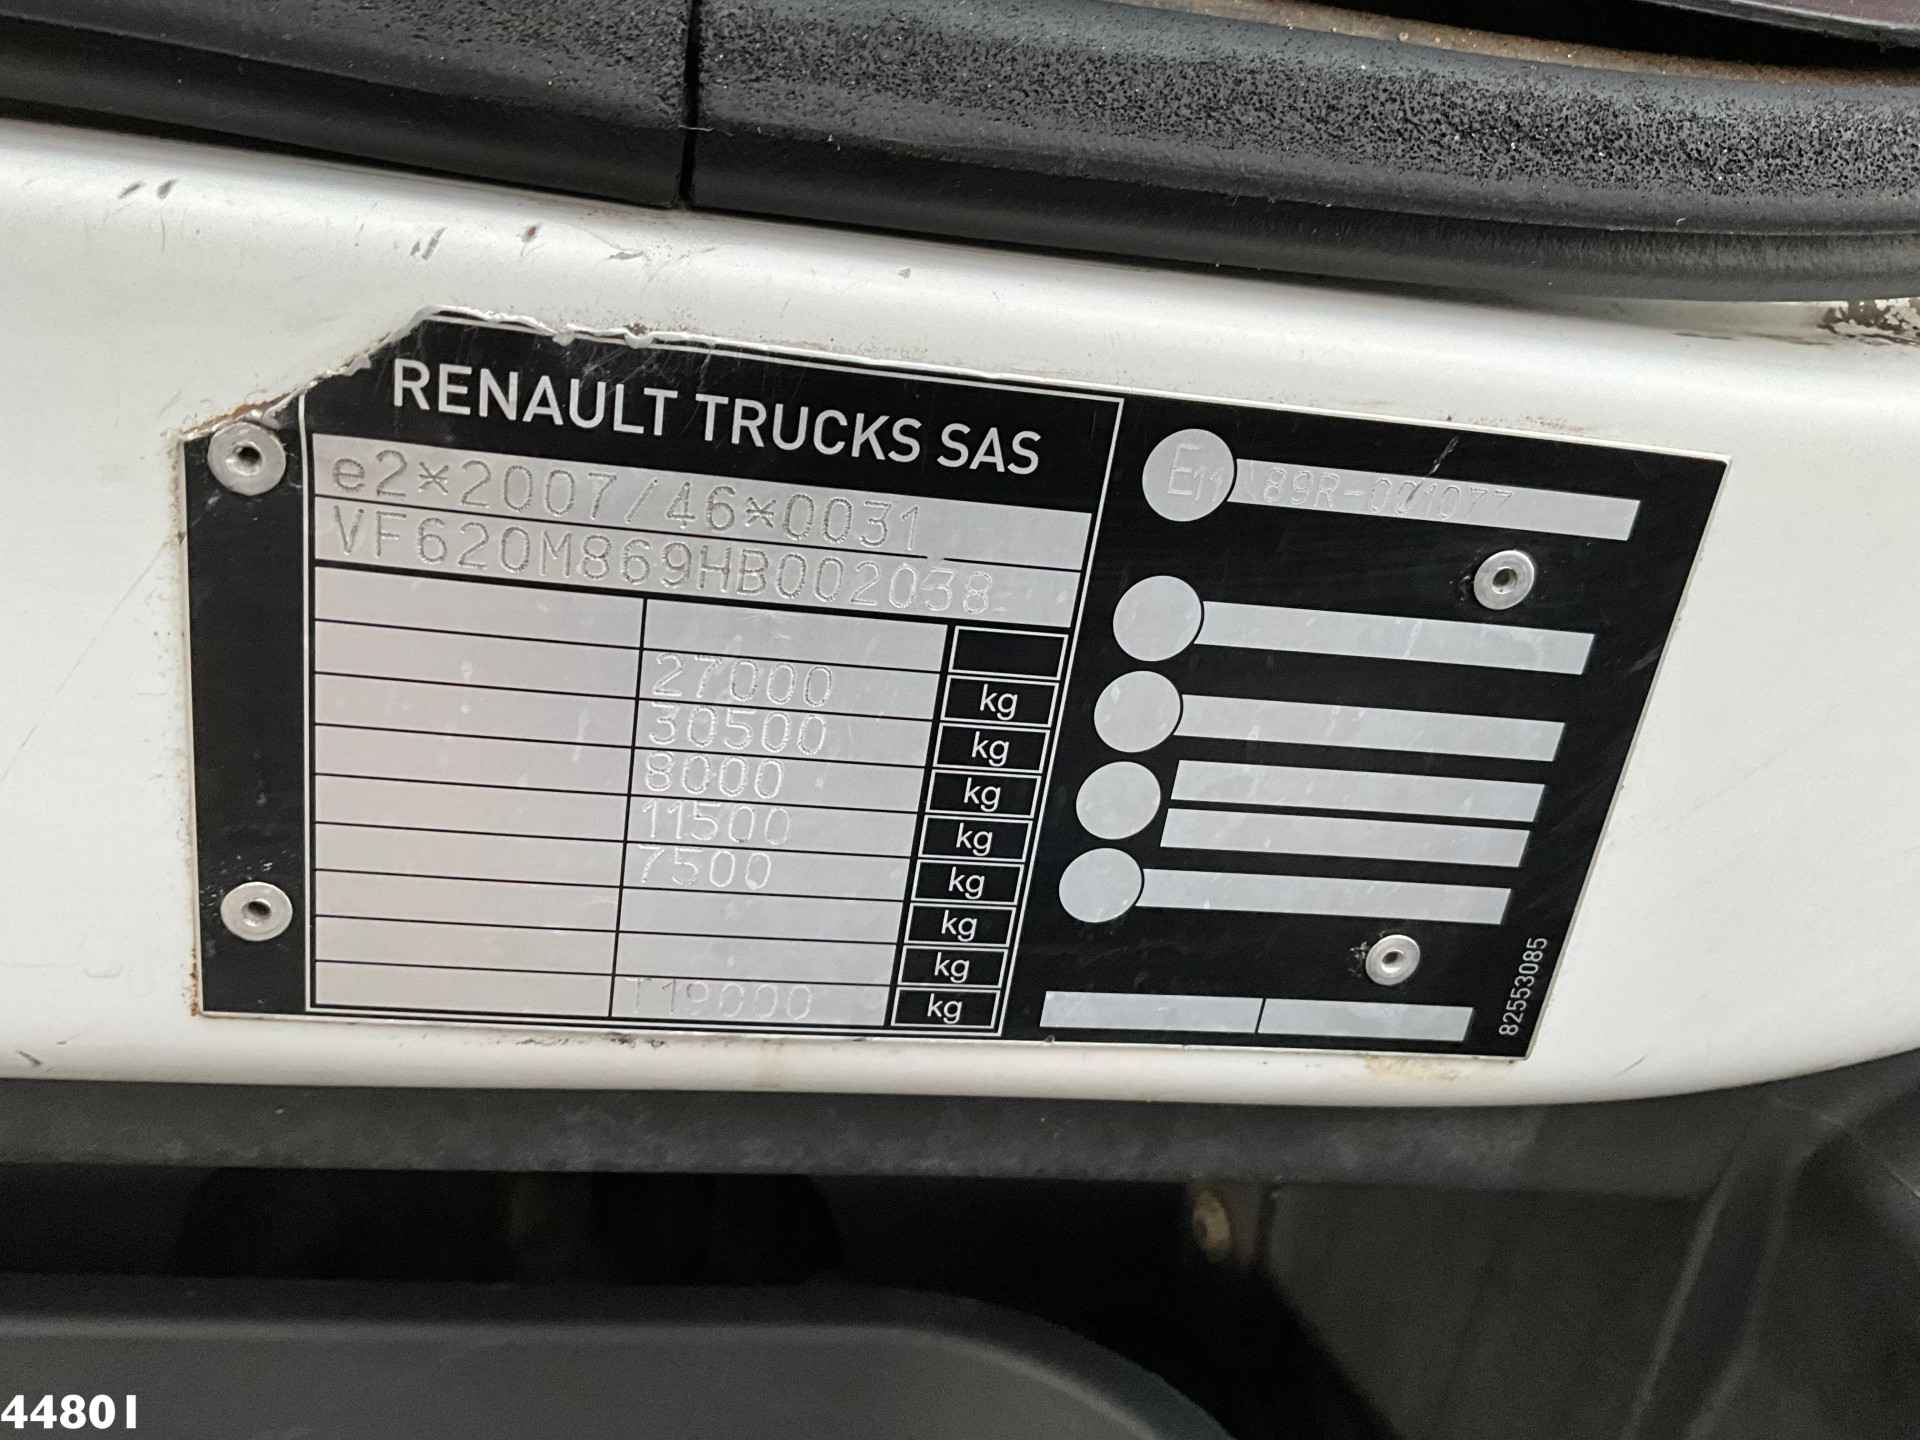 RENAULT TRUCKS SAS
e2*2007/46*0031
VF620M869HB002038
27000 kg
30500 kg
8000 kg
11500 kg
7500 kg
kg
kg
T19000 kg
E11 89R-001077
82553085
44801